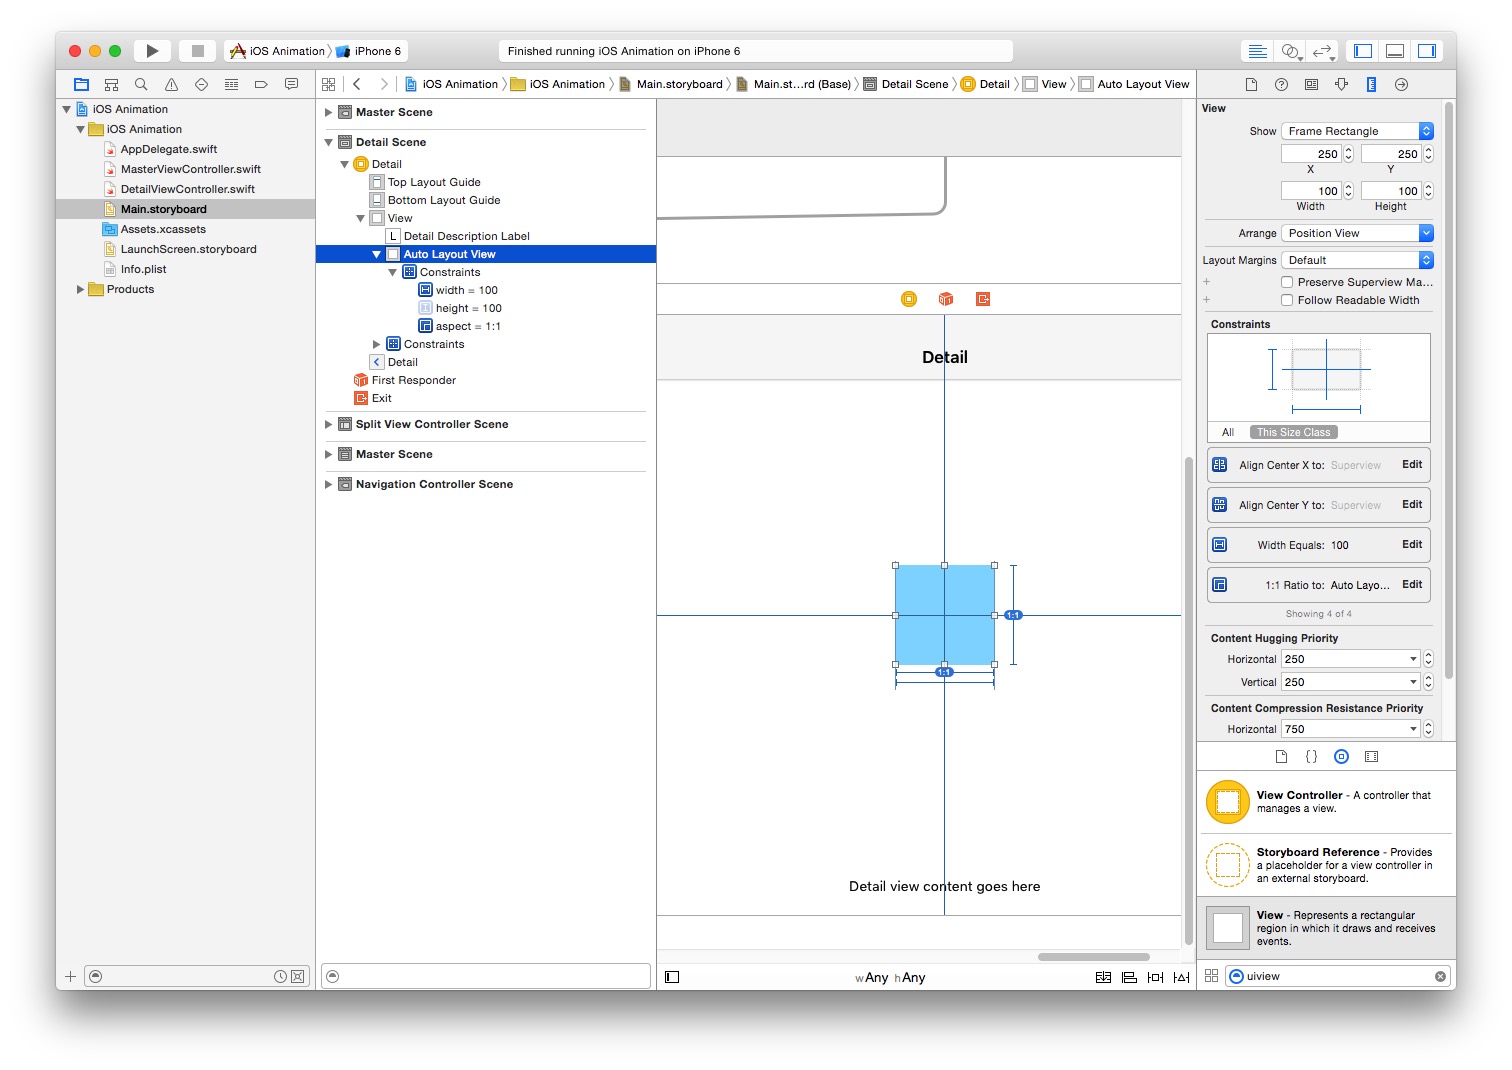 iOS Animation
iPhone 6
Finished running iOS Animation on iPhone 6
iOS Animation
iOS Animation
Main.storyboard
Main.st...rd (Base)
Detail Scene
Detail
View
Auto Layout View
iOS Animation
iOS Animation
AppDelegate.swift
MasterViewController.swift
DetailViewController.swift
Main.storyboard
Assets.xcassets
LaunchScreen.storyboard
Info.plist
Products
Master Scene
Detail Scene
Detail
Top Layout Guide
Bottom Layout Guide
View
L Detail Description Label
Auto Layout View
Constraints
width = 100
height = 100
aspect = 1:1
Constraints
Detail
First Responder
Exit
Split View Controller Scene
Master Scene
Navigation Controller Scene
Detail
1:1
1:1
Detail view content goes here
wAny hAny
View
Show Frame Rectangle
250 250
X Y
100 100
Width Height
Arrange Position View
Layout Margins Default
Preserve Superview Ma...
Follow Readable Width
Constraints
All This Size Class
Align Center X to: Superview Edit
Align Center Y to: Superview Edit
Width Equals: 100 Edit
1:1 Ratio to: Auto Layo... Edit
Showing 4 of 4
Content Hugging Priority
Horizontal 250
Vertical 250
Content Compression Resistance Priority
Horizontal 750
{}
View Controller - A controller that
manages a view.
Storyboard Reference - Provides
a placeholder for a view controller in
an external storyboard.
View - Represents a rectangular
region in which it draws and receives
events.
uiview